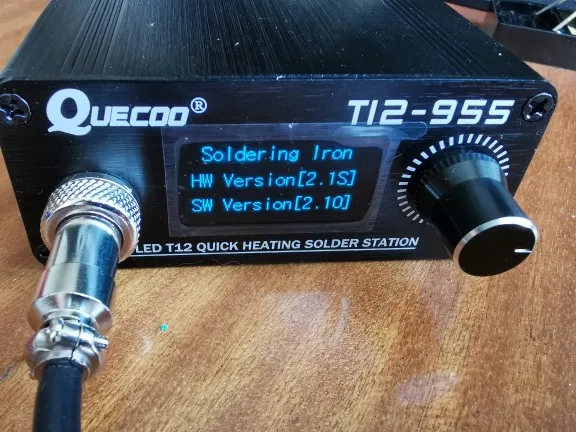 QUECOO® T12-955
Soldering Iron
HW Version[2.1S]
SW Version[2.10]
LED T12 QUICK HEATING SOLDER STATION